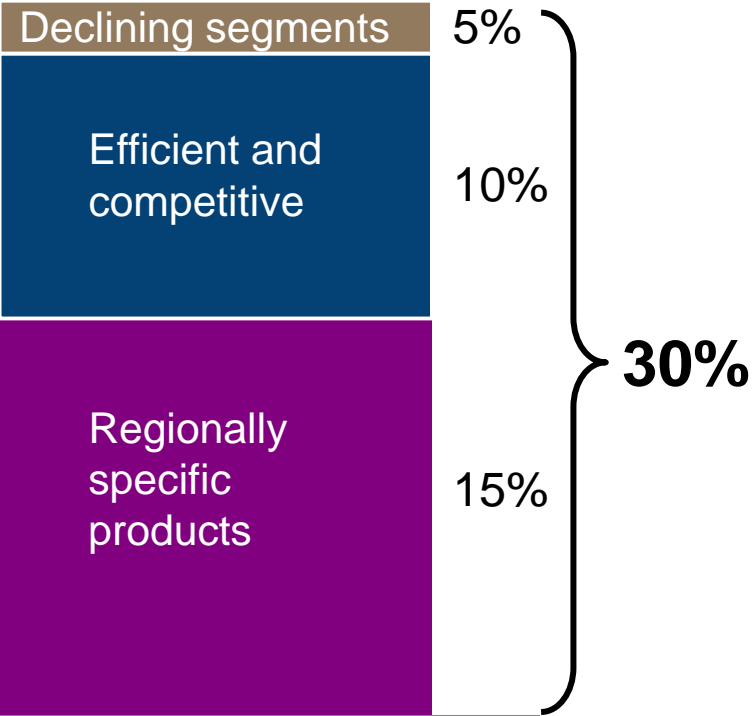 Declining segments
5%
Efficient and
competitive
10%
30%
Regionally
specific
products
15%